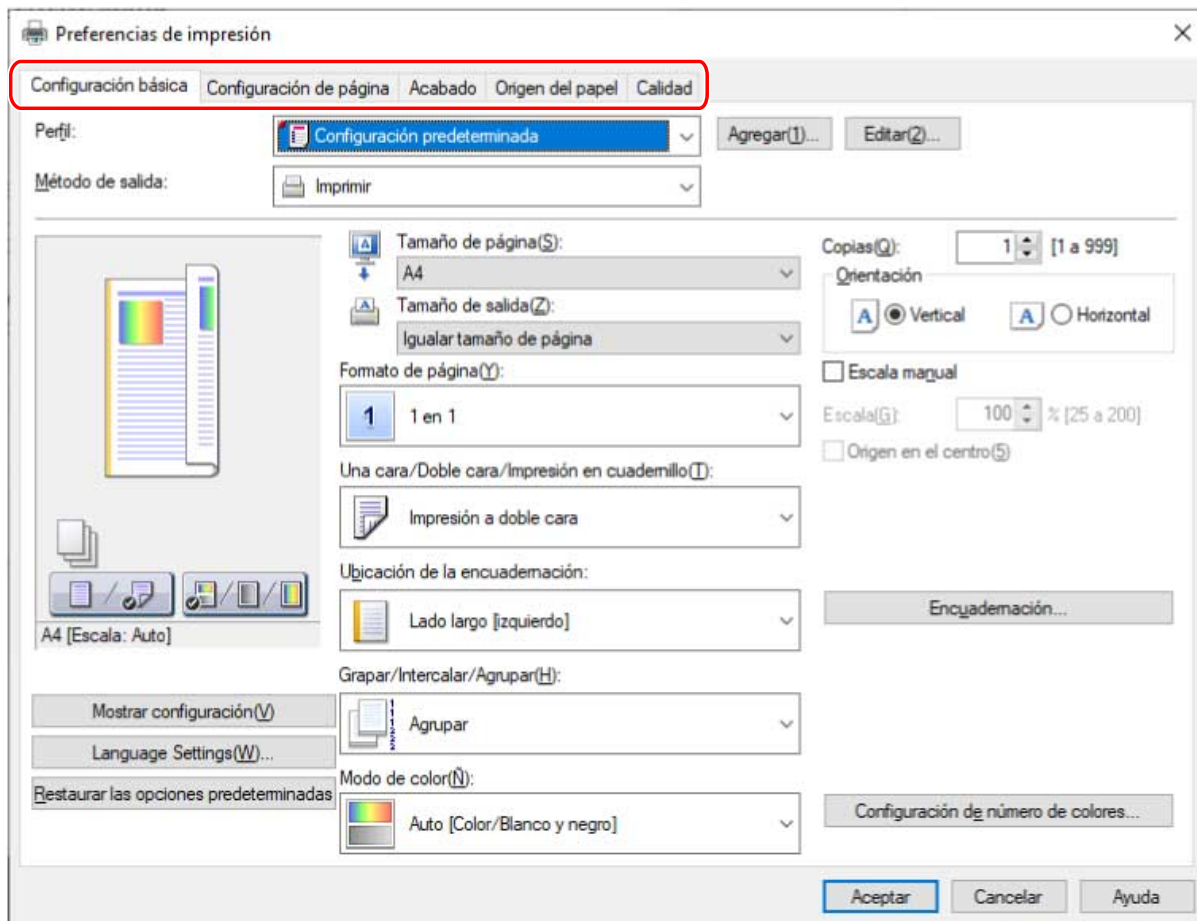 Preferencias de impresión
Configuración básica Configuración de página Acabado Origen del papel Calidad
Perfil: Configuración predeterminada Agregar(1)... Editar(2)...
Método de salida: Imprimir
Tamaño de página(S):
A4
Tamaño de salida(Z):
Igualar tamaño de página
Formato de página(Y):
1 1 en 1
Una cara/Doble cara/Impresión en cuadernillo(T):
Impresión a doble cara
Ubicación de la encuadernación:
Lado largo [izquierdo]
Grapar/Intercalar/Agrupar(H):
Agrupar
Modo de color(Ñ):
Auto [Color/Blanco y negro]
Copias(Q): 1 [1 a 999]
Orientación
A Vertical A Horizontal
Escala manual
Escala(G): 100 % [25 a 200]
Origen en el centro(5)
Encuadernación...
Configuración de número de colores...
A4 [Escala: Auto]
Mostrar configuración(V)
Language Settings(W)...
Restaurar las opciones predeterminadas
Aceptar Cancelar Ayuda